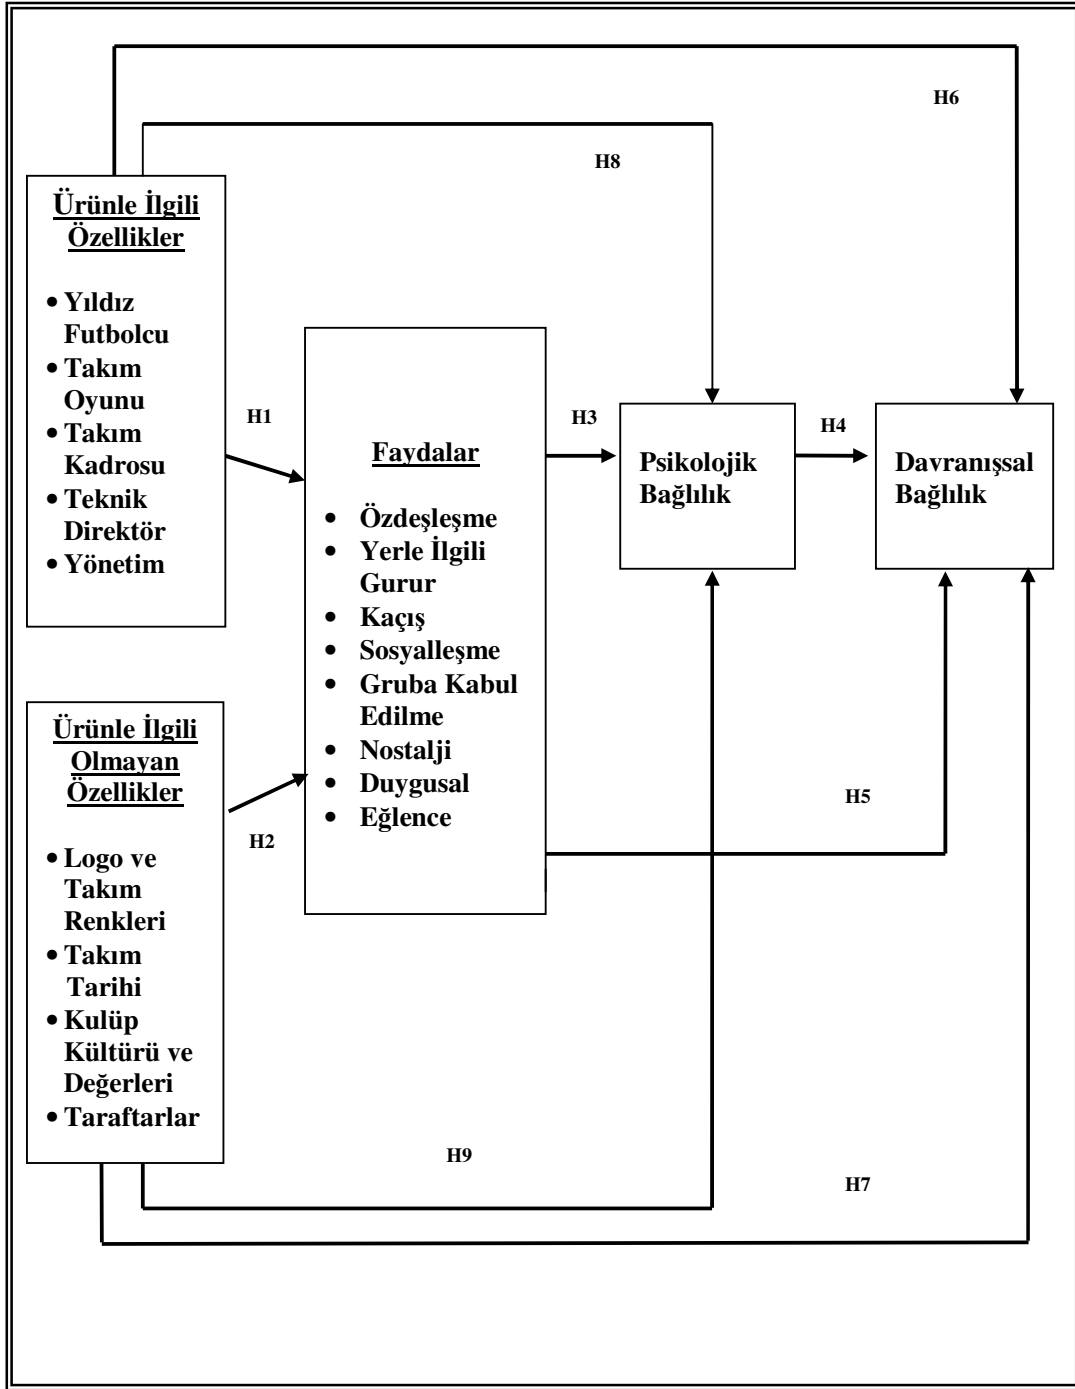 H6
H8
Ürünle İlgili
Özellikler
• Yıldız
Futbolcu
• Takım
Oyunu
• Takım
Kadrosu
• Teknik
Direktör
• Yönetim
H1
Faydalar
• Özdeşleşme
• Yerle İlgili
Gurur
• Kaçış
• Sosyalleşme
• Gruba Kabul
Edilme
• Nostalji
• Duygusal
• Eğlence
H3
Psikolojik
Bağlılık
H4
Davranışsal
Bağlılık
Ürünle İlgili
Olmayan
Özellikler
• Logo ve
Takım
Renkleri
• Takım
Tarihi
• Kulüp
Kültürü ve
Değerleri
• Taraftarlar
H2
H5
H9
H7